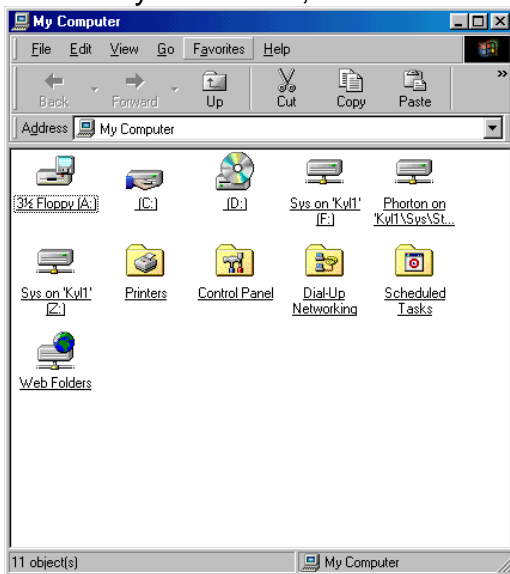 My Computer
File Edit View Go Favorites Help
Back Forward Up Cut Copy Paste »
Address My Computer
3½ Floppy (A:) (C:) (D:) Sys on 'Kyl1' (F:) Phorton on 'Kyl1\Sys\St...
Sys on 'Kyl1' (Z:) Printers Control Panel Dial-Up Networking Scheduled Tasks
Web Folders
11 object(s) My Computer